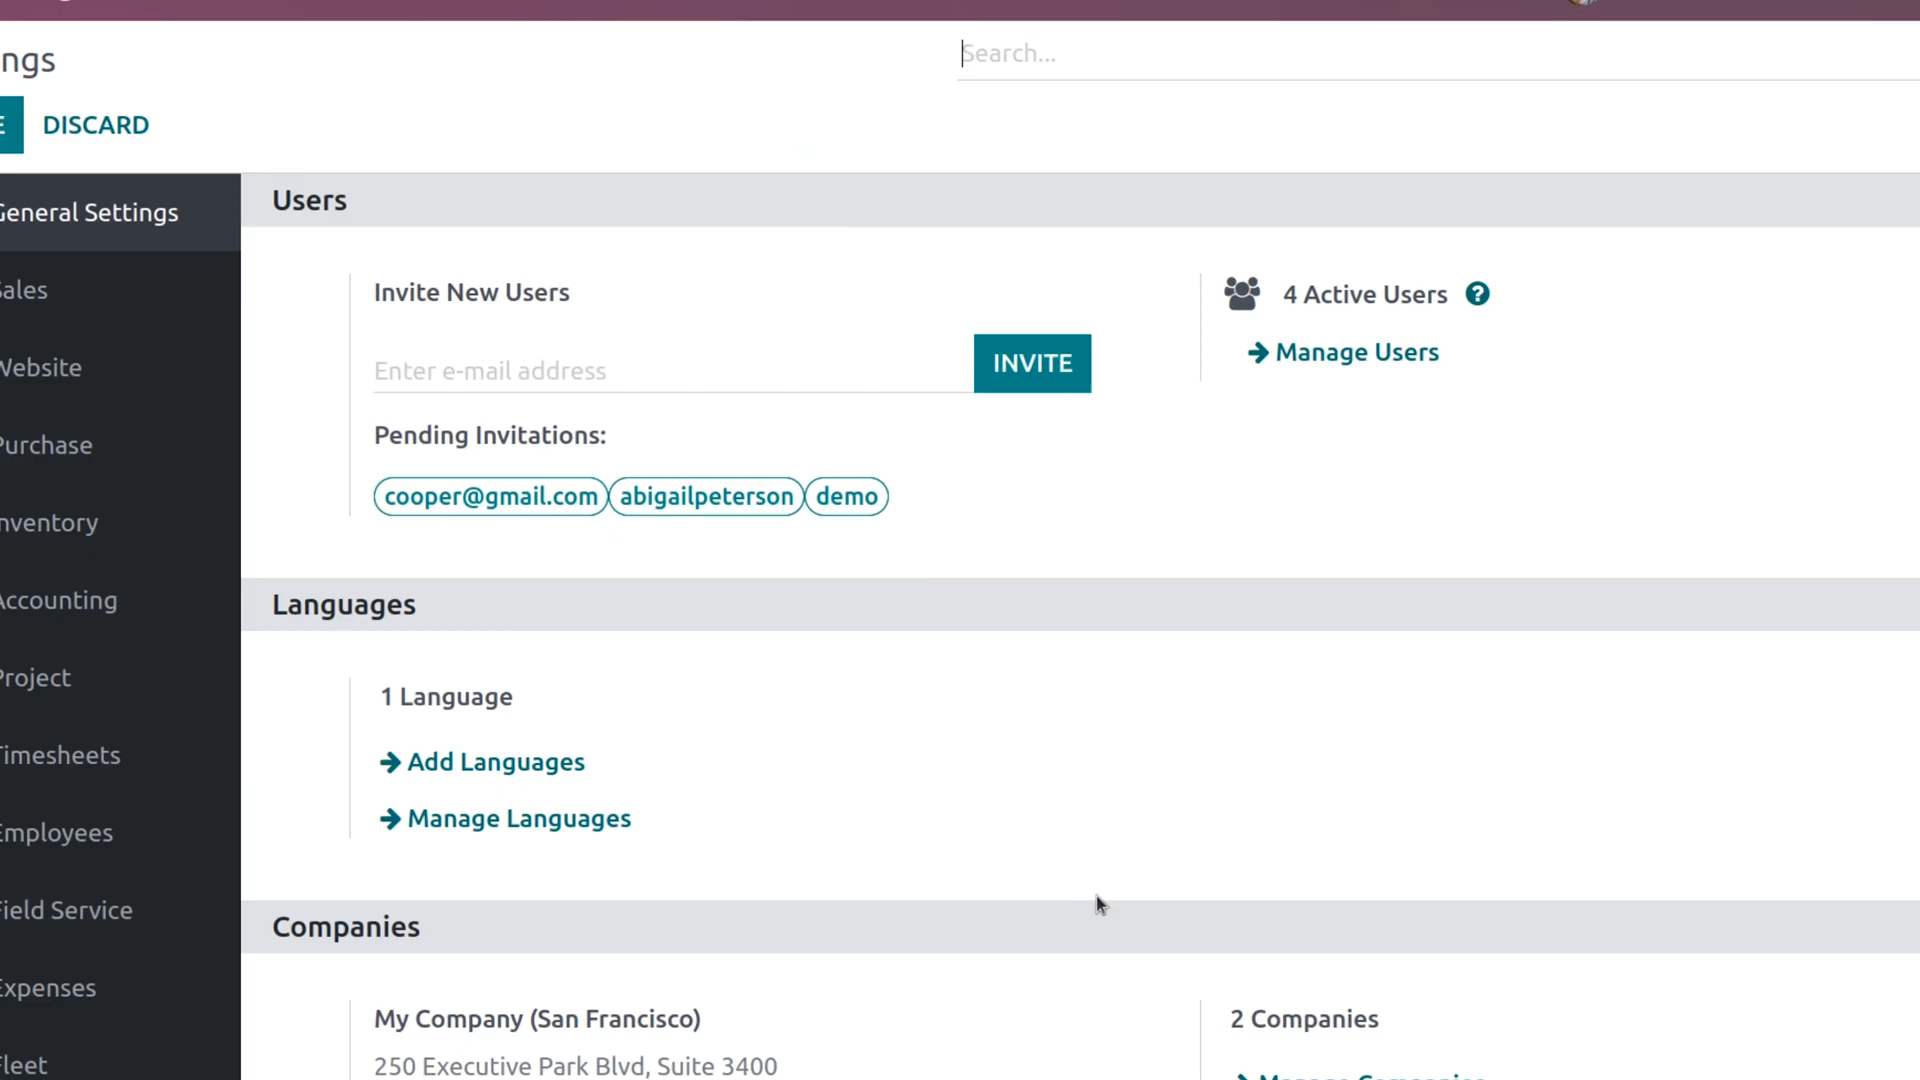 ngs
Search...
E DISCARD
General Settings
Sales
Website
Purchase
Inventory
Accounting
Project
Timesheets
Employees
Field Service
Expenses
Fleet
Users
Invite New Users
Enter e-mail address
INVITE
Pending Invitations:
cooper@gmail.com abigailpeterson demo
4 Active Users ?
Manage Users
Languages
1 Language
Add Languages
Manage Languages
Companies
My Company (San Francisco)
250 Executive Park Blvd, Suite 3400
2 Companies
Manage Companies